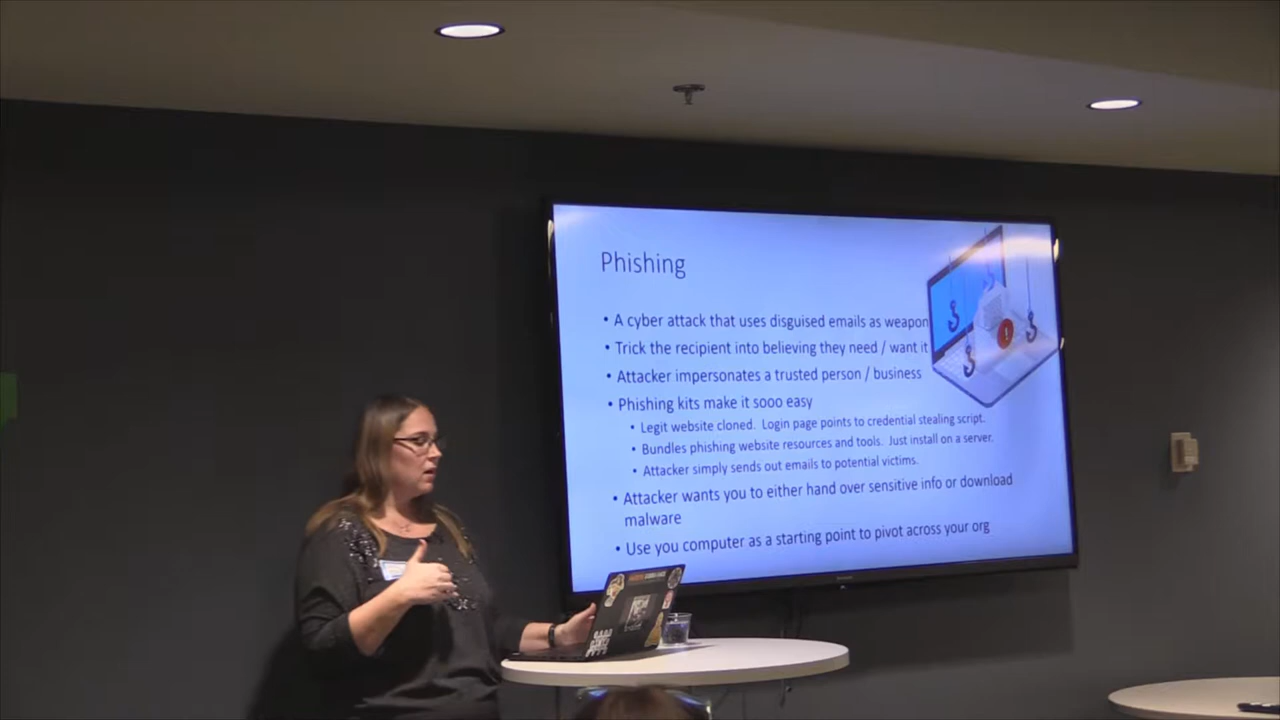 Phishing
• A cyber attack that uses disguised emails as weapon
• Trick the recipient into believing they need / want it
• Attacker impersonates a trusted person / business
• Phishing kits make it sooo easy
• Legit website cloned. Login page points to credential stealing script.
• Bundles phishing website resources and tools. Just install on a server.
• Attacker simply sends out emails to potential victims.
• Attacker wants you to either hand over sensitive info or download
malware
• Use you computer as a starting point to pivot across your org